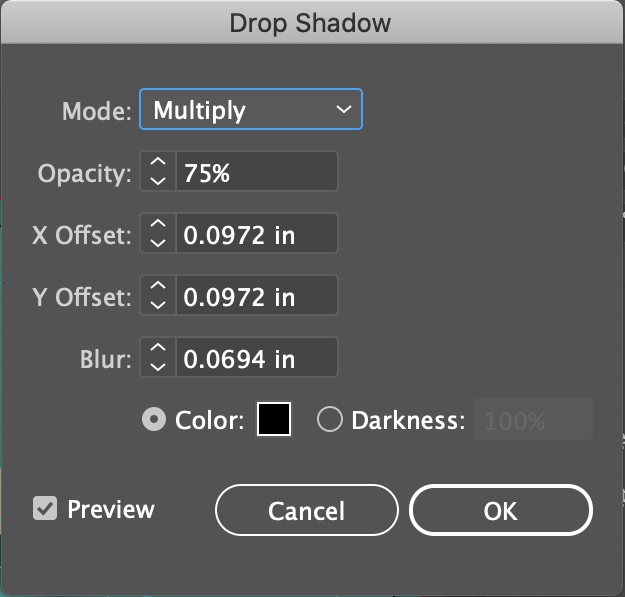 Drop Shadow
Mode: Multiply
Opacity: 75%
X Offset: 0.0972 in
Y Offset: 0.0972 in
Blur: 0.0694 in
Color: Darkness: 100%
Preview Cancel OK